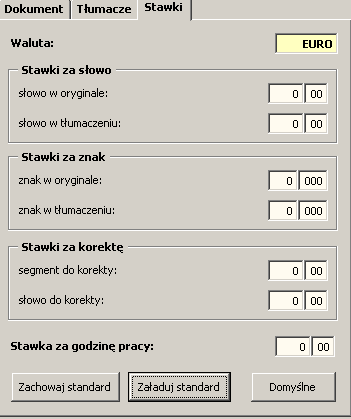 Dokument Tłumacze Stawki
Waluta: EURO
Stawki za słowo
słowo w oryginale: 0 00
słowo w tłumaczeniu: 0 00
Stawki za znak
znak w oryginale: 0 000
znak w tłumaczeniu: 0 000
Stawki za korektę
segment do korekty: 0 00
słowo do korekty: 0 00
Stawka za godzinę pracy: 0 00
Zachowaj standard Załaduj standard Domyślne